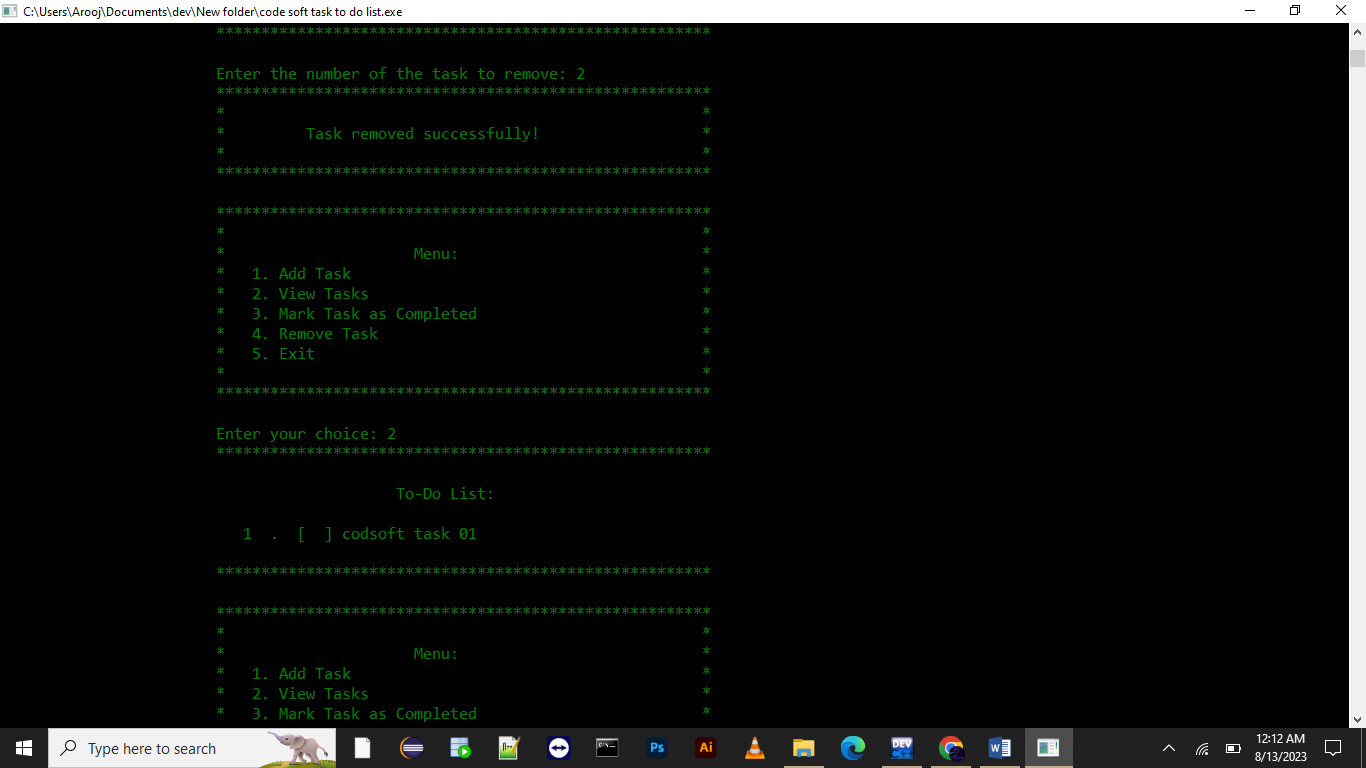 C:\Users\Arooj\Documents\dev\New folder\code soft task to do list.exe
*******************************************************
Enter the number of the task to remove: 2
*******************************************************
*                                                     *
*         Task removed successfully!                  *
*                                                     *
*******************************************************
*******************************************************
*                                                     *
*                     Menu:                           *
*   1. Add Task                                       *
*   2. View Tasks                                     *
*   3. Mark Task as Completed                         *
*   4. Remove Task                                    *
*   5. Exit                                           *
*                                                     *
*******************************************************
Enter your choice: 2
*******************************************************
To-Do List:
1  .  [  ] codsoft task 01
*******************************************************
*******************************************************
*                                                     *
*                     Menu:                           *
*   1. Add Task                                       *
*   2. View Tasks                                     *
*   3. Mark Task as Completed                         *
Type here to search
Ps
Ai
DEV
W
12:12 AM
8/13/2023